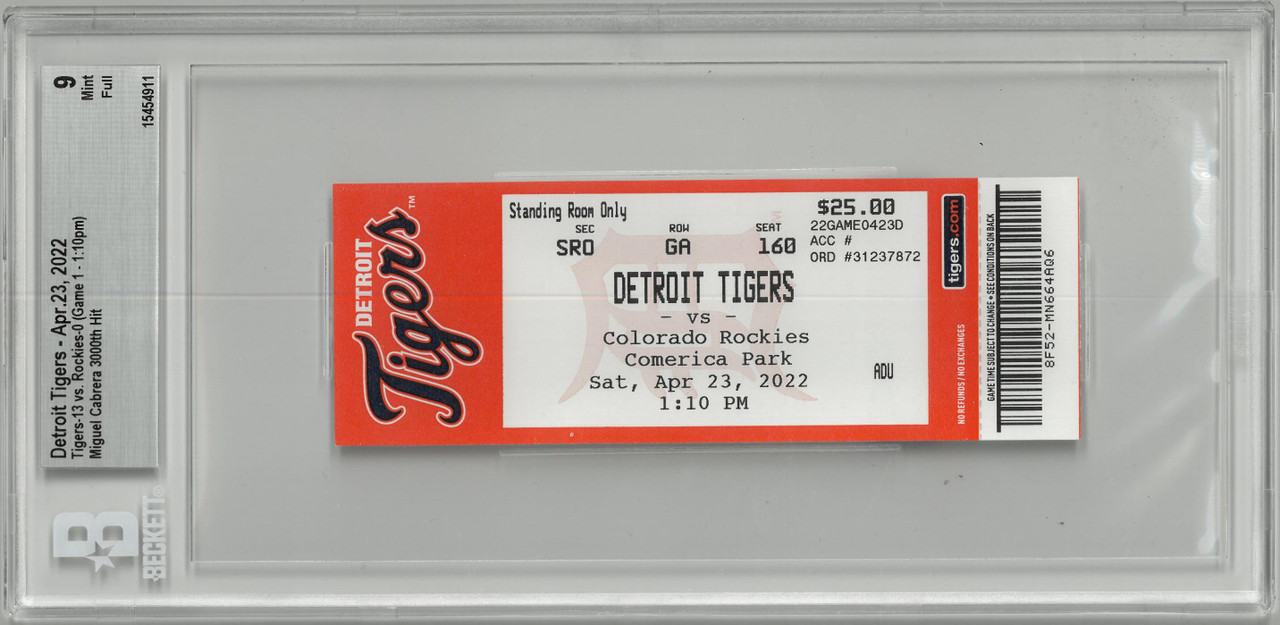 Detroit Tigers - Apr.23, 2022
Tigers-13 vs. Rockies-0 (Game 1 - 1:10pm)
Miguel Cabrera 3000th Hit
9
Mint
Full
15454911
BECKETT®
DETROIT
Tigers™
Standing Room Only
SEC ROW SEAT
SRO GA 160
$25.00
22GAME0423D
ACC #
ORD #31237872
DETROIT TIGERS
- vs -
Colorado Rockies
Comerica Park
Sat, Apr 23, 2022
1:10 PM
ADU
tigers.com
NO REFUNDS / NO EXCHANGES
GAME TIME SUBJECT TO CHANGE • SEE CONDITIONS ON BACK
8F52-MN664AQ6